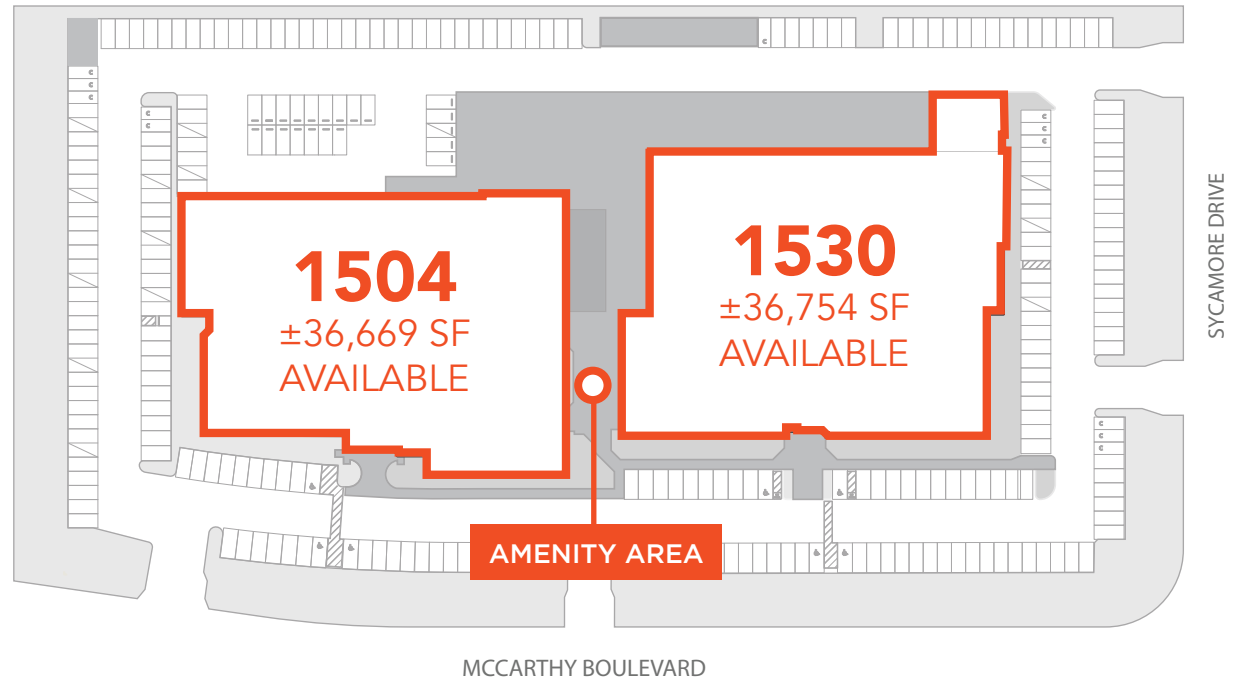 1504
±36,669 SF
AVAILABLE
1530
±36,754 SF
AVAILABLE
AMENITY AREA
SYCAMORE DRIVE
MCCARTHY BOULEVARD